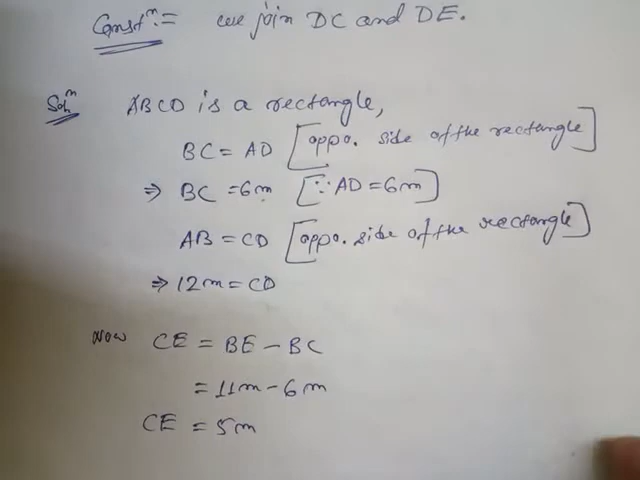 Constⁿ:= we join DC and DE.
Solⁿ ABCD is a rectangle,
BC = AD [oppo. side of the rectangle]
⇒ BC = 6m [∵ AD = 6m]
AB = CD [oppo. side of the rectangle]
⇒ 12m = CD
Now CE = BE - BC
= 11m - 6m
CE = 5m